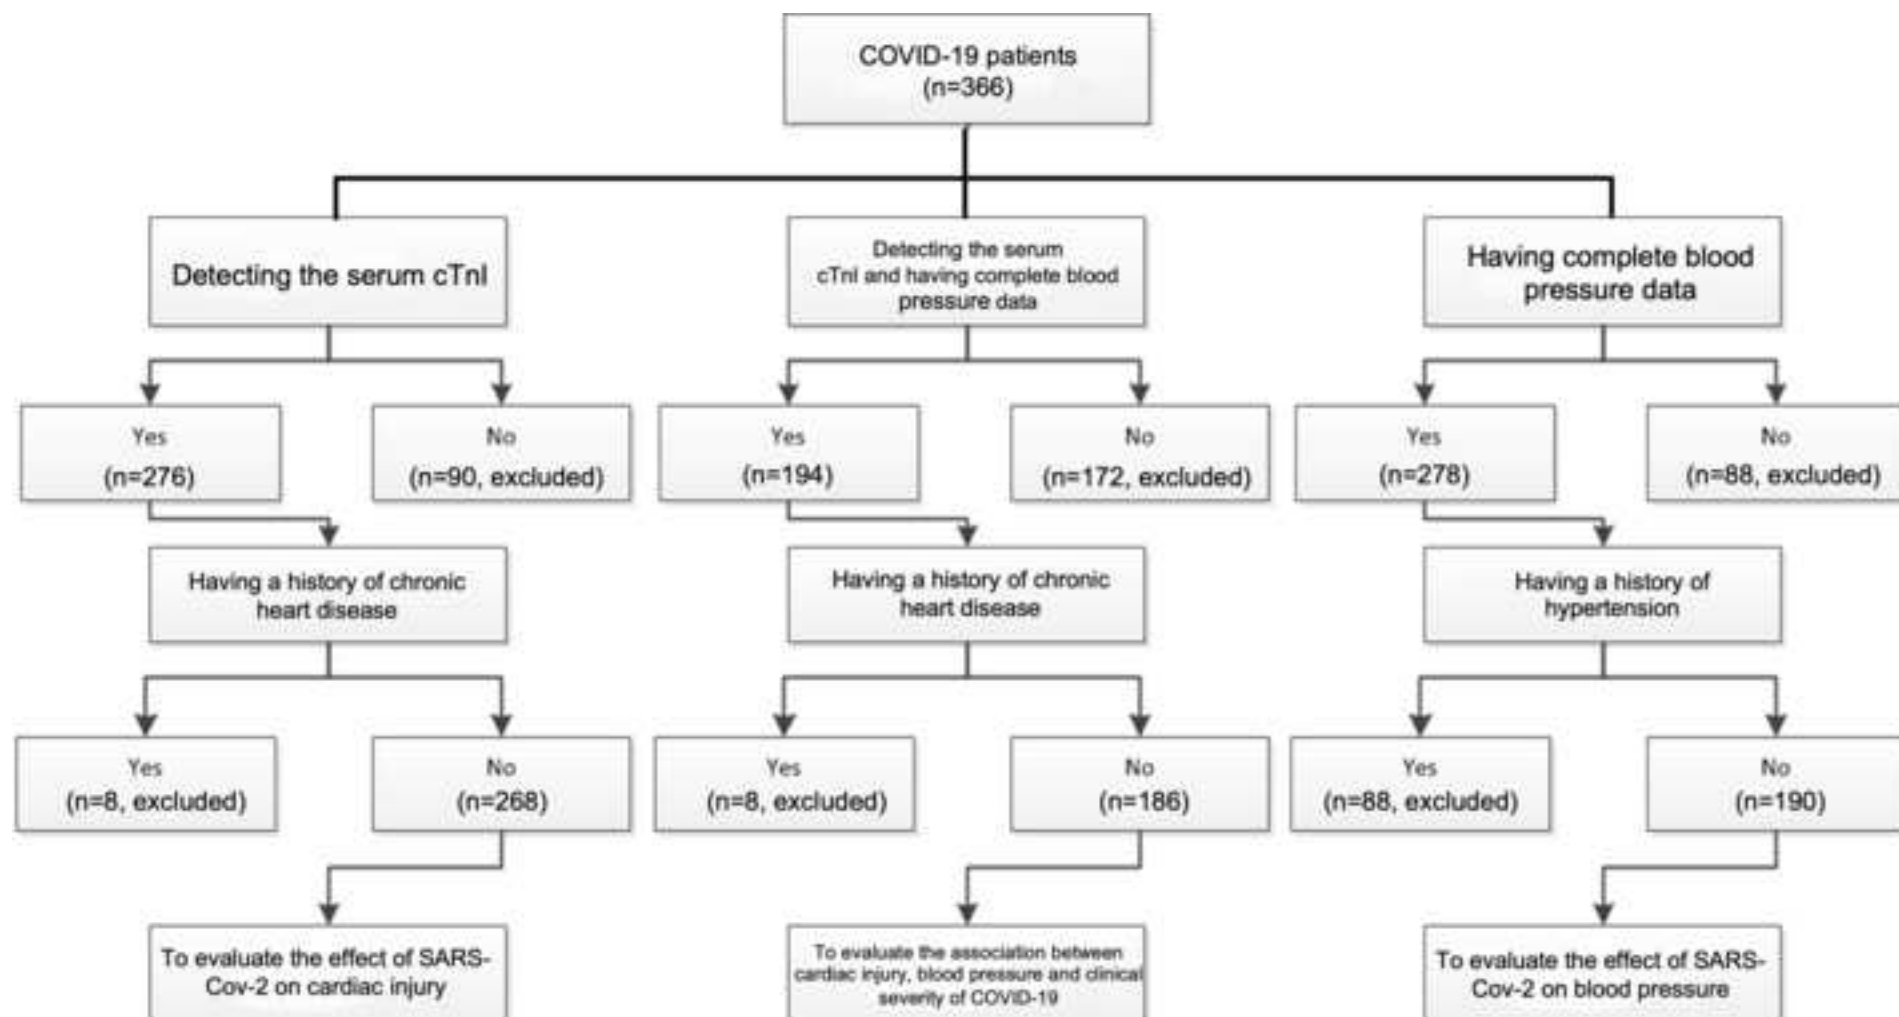 COVID-19 patients
(n=366)
Detecting the serum cTnI
Detecting the serum
cTnI and having complete blood
pressure data
Having complete blood
pressure data
Yes
(n=276)
No
(n=90, excluded)
Yes
(n=194)
No
(n=172, excluded)
Yes
(n=278)
No
(n=88, excluded)
Having a history of chronic
heart disease
Having a history of chronic
heart disease
Having a history of
hypertension
Yes
(n=8, excluded)
No
(n=268)
Yes
(n=8, excluded)
No
(n=186)
Yes
(n=88, excluded)
No
(n=190)
To evaluate the effect of SARS-
Cov-2 on cardiac injury
To evaluate the association between
cardiac injury, blood pressure and clinical
severity of COVID-19
To evaluate the effect of SARS-
Cov-2 on blood pressure